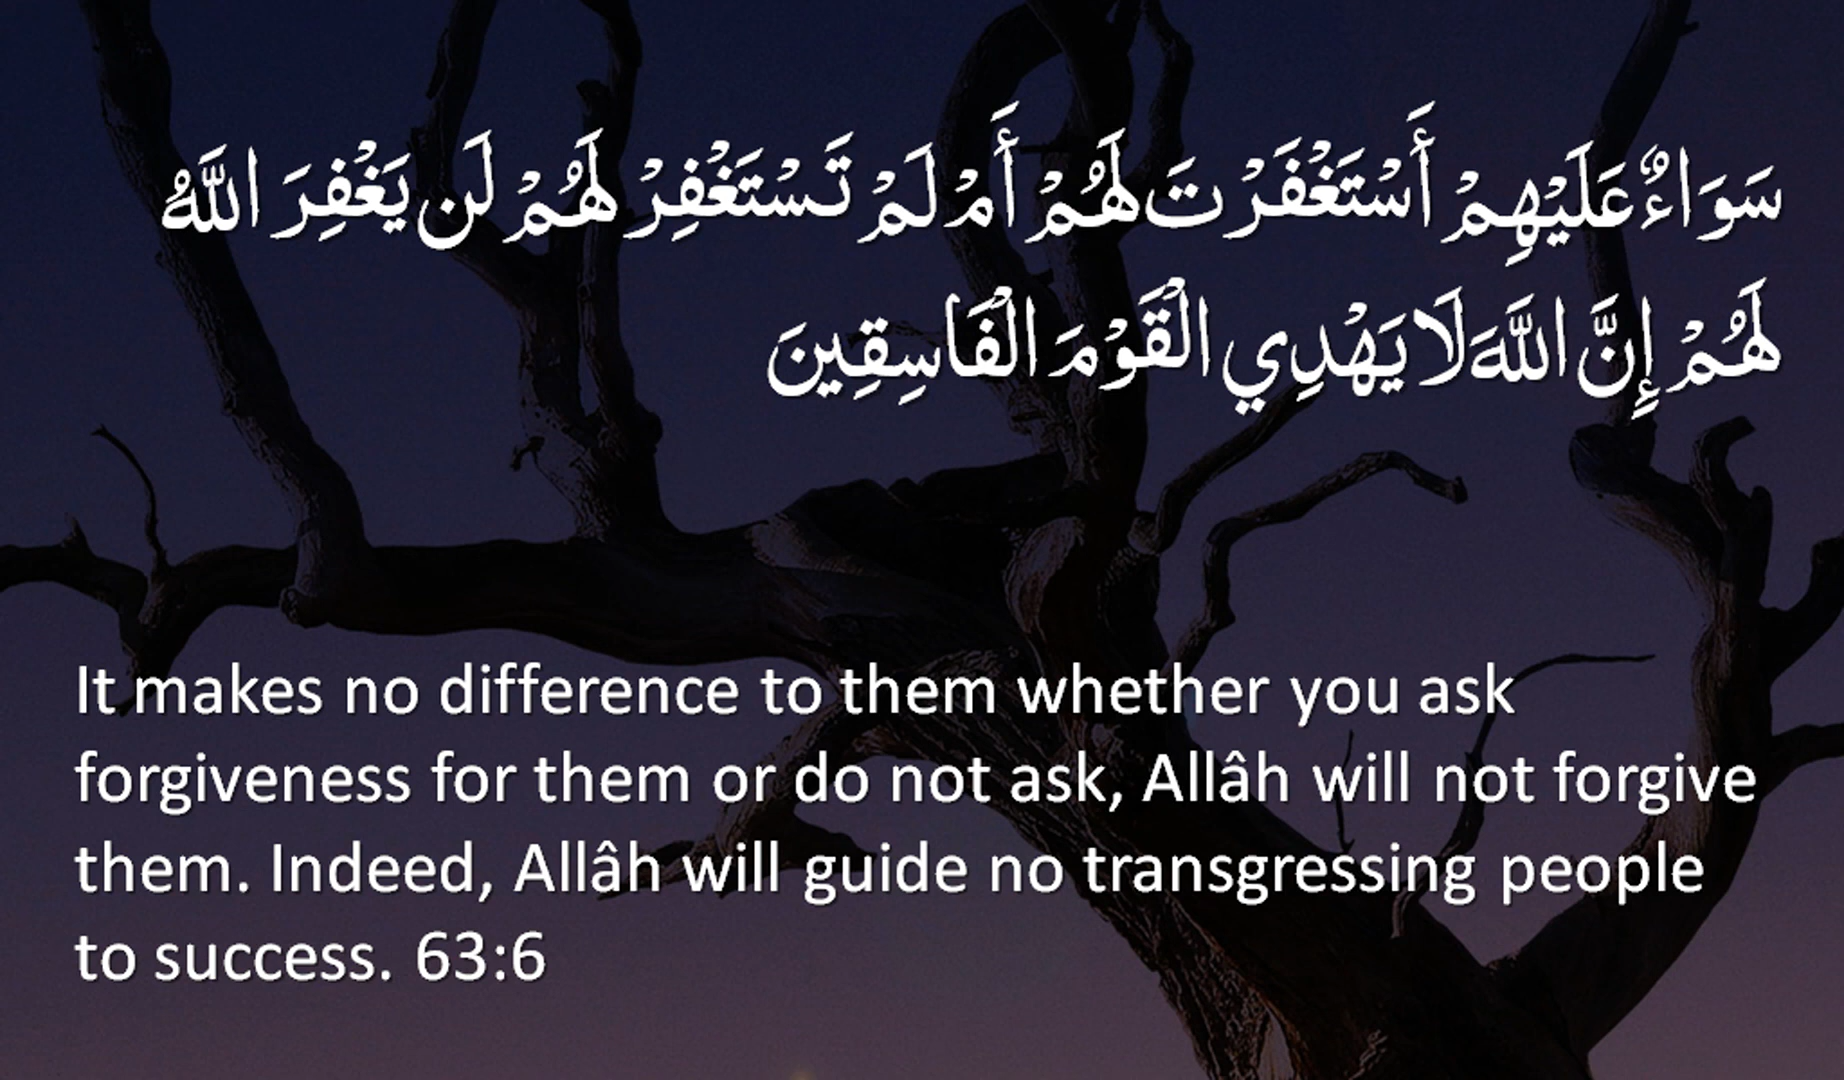 سَوَاءٌ عَلَيْهِمْ أَسْتَغْفَرْتَ لَهُمْ أَمْ لَمْ تَسْتَغْفِرْ لَهُمْ لَن يَغْفِرَ اللَّهُ
لَهُمْ إِنَّ اللَّهَ لَا يَهْدِي الْقَوْمَ الْفَاسِقِينَ
It makes no difference to them whether you ask
forgiveness for them or do not ask, Allâh will not forgive
them. Indeed, Allâh will guide no transgressing people
to success. 63:6